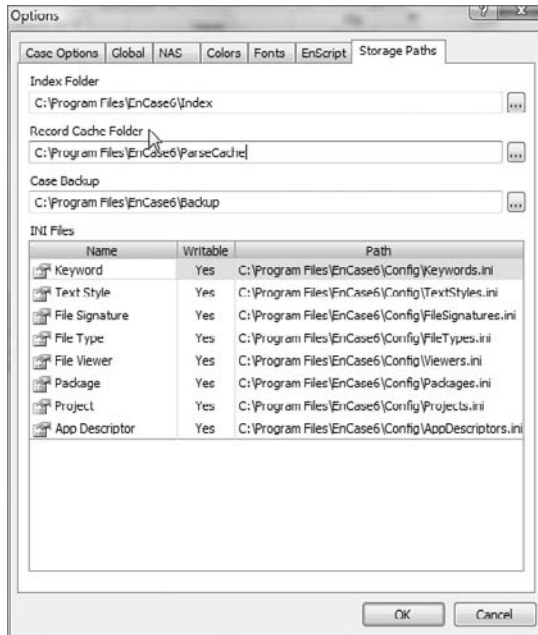 Options
Case Options Global NAS Colors Fonts EnScript Storage Paths
Index Folder
C:\Program Files\EnCase6\Index
...
Record Cache Folder
C:\Program Files\EnCase6\ParseCache
...
Case Backup
C:\Program Files\EnCase6\Backup
...
INI Files
Name Writable Path
Keyword Yes C:\Program Files\EnCase6\Config\Keywords.ini
Text Style Yes C:\Program Files\EnCase6\Config\TextStyles.ini
File Signature Yes C:\Program Files\EnCase6\Config\FileSignatures.ini
File Type Yes C:\Program Files\EnCase6\Config\FileTypes.ini
File Viewer Yes C:\Program Files\EnCase6\Config\Viewers.ini
Package Yes C:\Program Files\EnCase6\Config\Packages.ini
Project Yes C:\Program Files\EnCase6\Config\Projects.ini
App Descriptor Yes C:\Program Files\EnCase6\Config\AppDescriptors.ini
OK Cancel